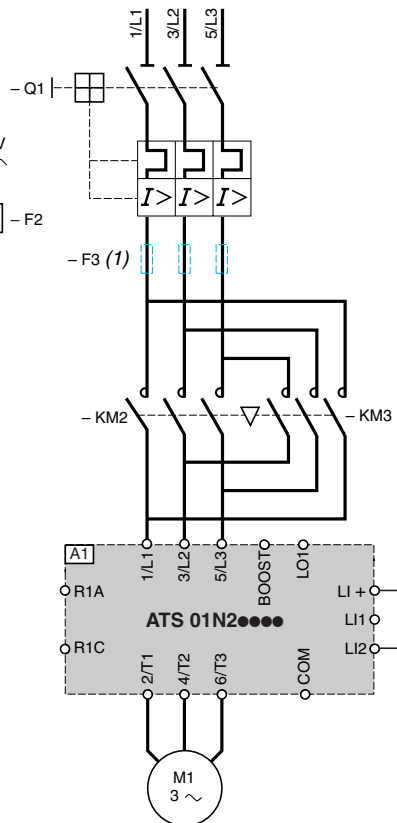 1/L1 3/L2 5/L3
– Q1
– F2
I> I> I>
– F3 (1)
– KM2
– KM3
A1
1/L1 3/L2 5/L3 BOOST LO1
R1A
LI +
ATS 01N2●●●●
LI1
R1C
LI2
2/T1 4/T2 6/T3 COM
M1
3 ~